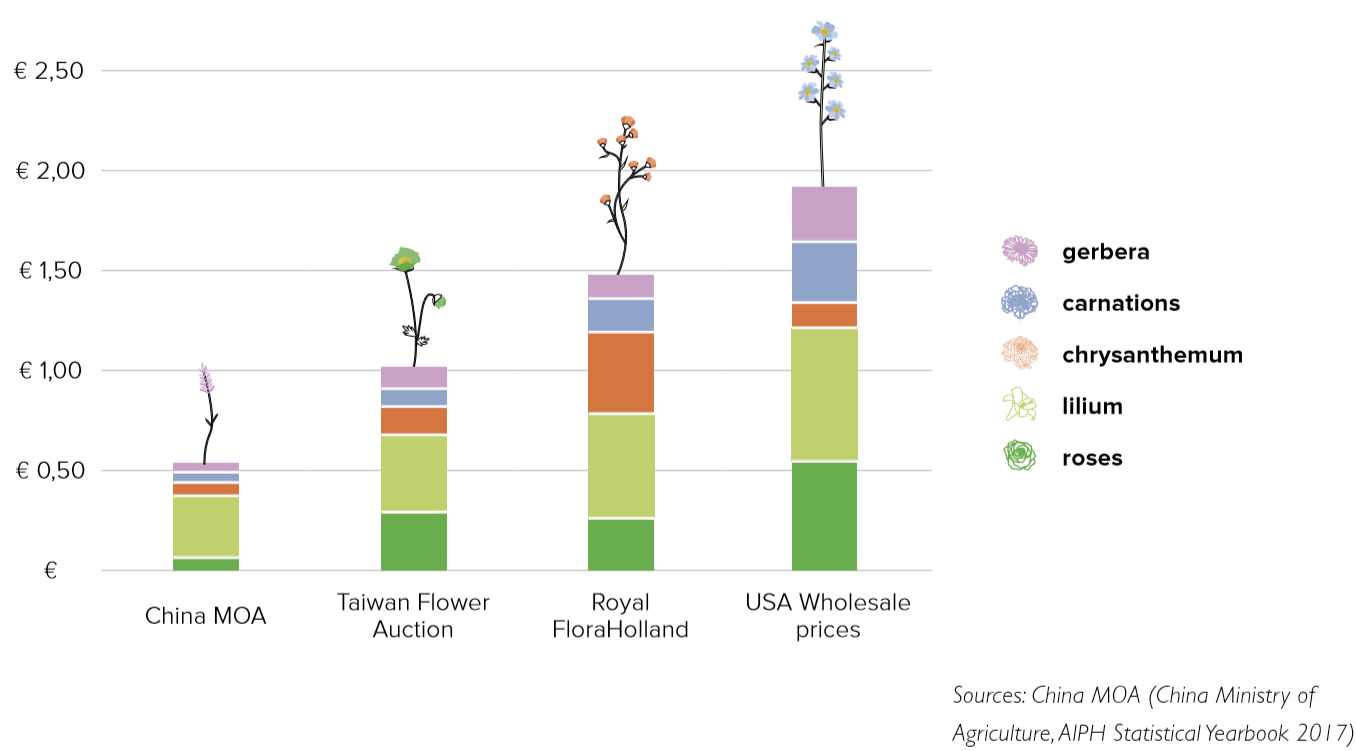 € 2,50
€ 2,00
€ 1,50
€ 1,00
€ 0,50
€
China MOA
Taiwan Flower
Auction
Royal
FloraHolland
USA Wholesale
prices
gerbera
carnations
chrysanthemum
lilium
roses
Sources: China MOA (China Ministry of
Agriculture, AIPH Statistical Yearbook 2017)